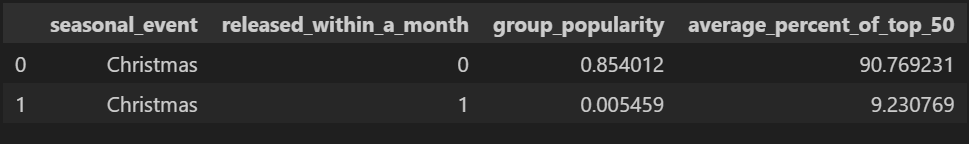 seasonal_event released_within_a_month group_popularity average_percent_of_top_50
0 Christmas 0 0.854012 90.769231
1 Christmas 1 0.005459 9.230769